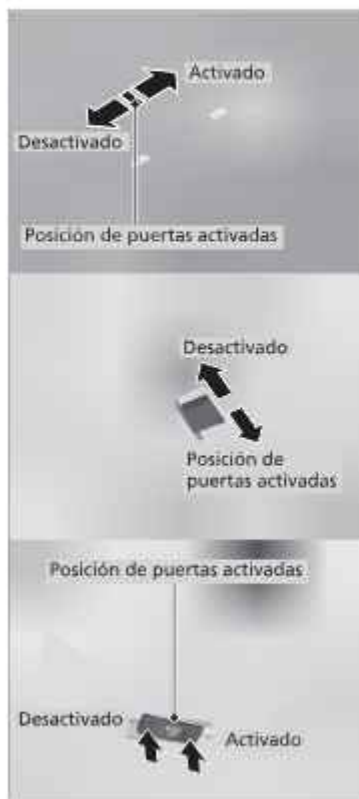 Activado
Desactivado
Posición de puertas activadas
Desactivado
Posición de
puertas activadas
Posición de puertas activadas
Desactivado
Activado